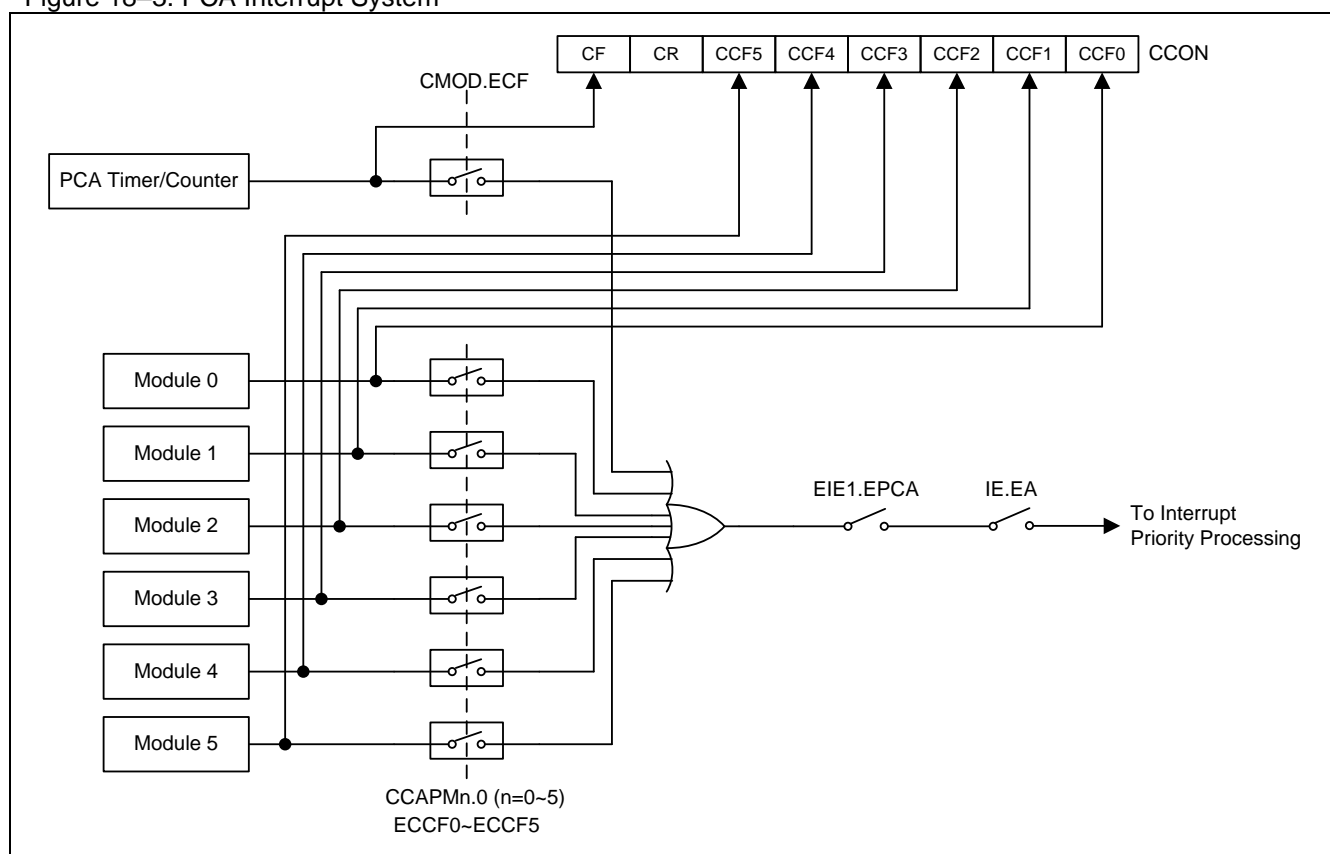 Figure 18–3. PCA Interrupt System
CF CR CCF5 CCF4 CCF3 CCF2 CCF1 CCF0 CCON
CMOD.ECF
PCA Timer/Counter
Module 0
Module 1
Module 2
Module 3
Module 4
Module 5
EIE1.EPCA IE.EA
To Interrupt
Priority Processing
CCAPMn.0 (n=0~5)
ECCF0~ECCF5